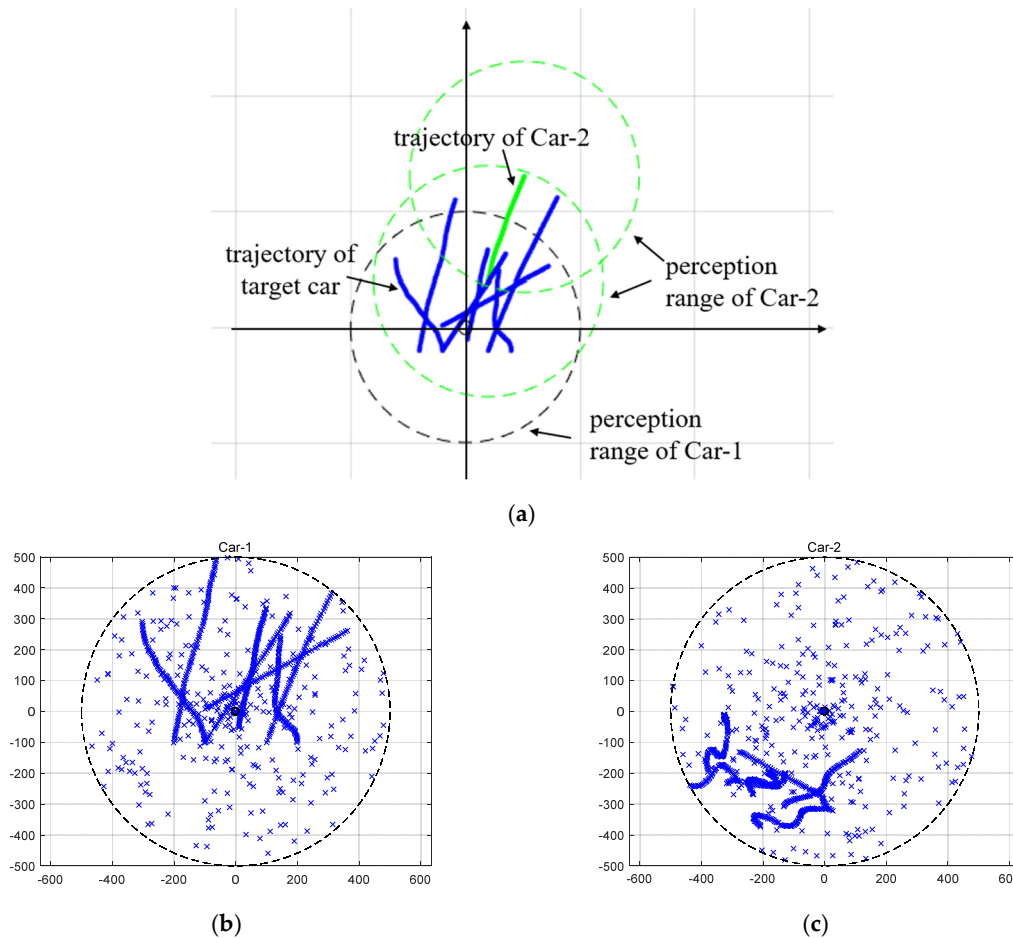 trajectory of Car-2
trajectory of
target car
perception
range of Car-2
perception
range of Car-1
(a)
Car-1
500
400
300
200
100
0
-100
-200
-300
-400
-500
-600 -400 -200 0 200 400 600
(b)
Car-2
500
400
300
200
100
0
-100
-200
-300
-400
-500
-600 -400 -200 0 200 400
(c)